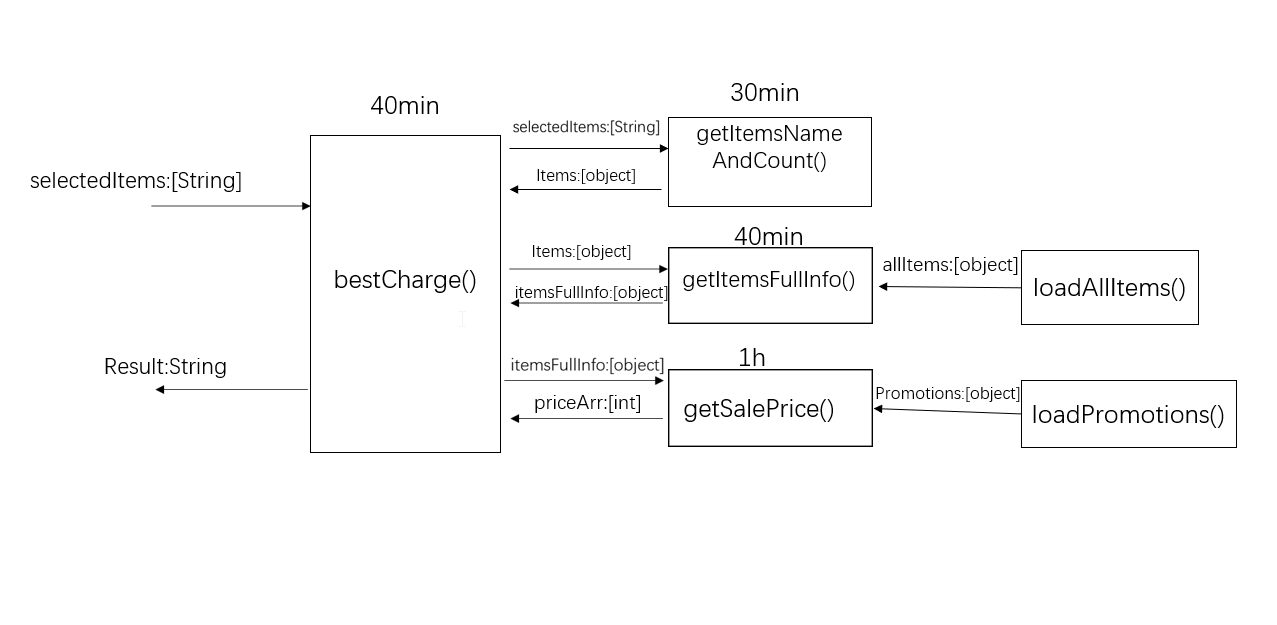 40min
30min
selectedItems:[String]
bestCharge()
Result:String
selectedItems:[String]
Items:[object]
getItemsName
AndCount()
40min
Items:[object]
itemsFullInfo:[object]
getItemsFullInfo()
allItems:[object]
loadAllItems()
1h
itemsFullInfo:[object]
priceArr:[int]
getSalePrice()
Promotions:[object]
loadPromotions()